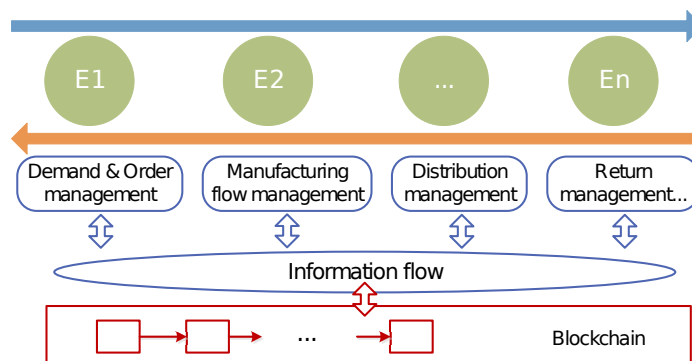 E1
E2
...
En
Demand & Order
management
Manufacturing
flow management
Distribution
management
Return
management...
Information flow
...
Blockchain